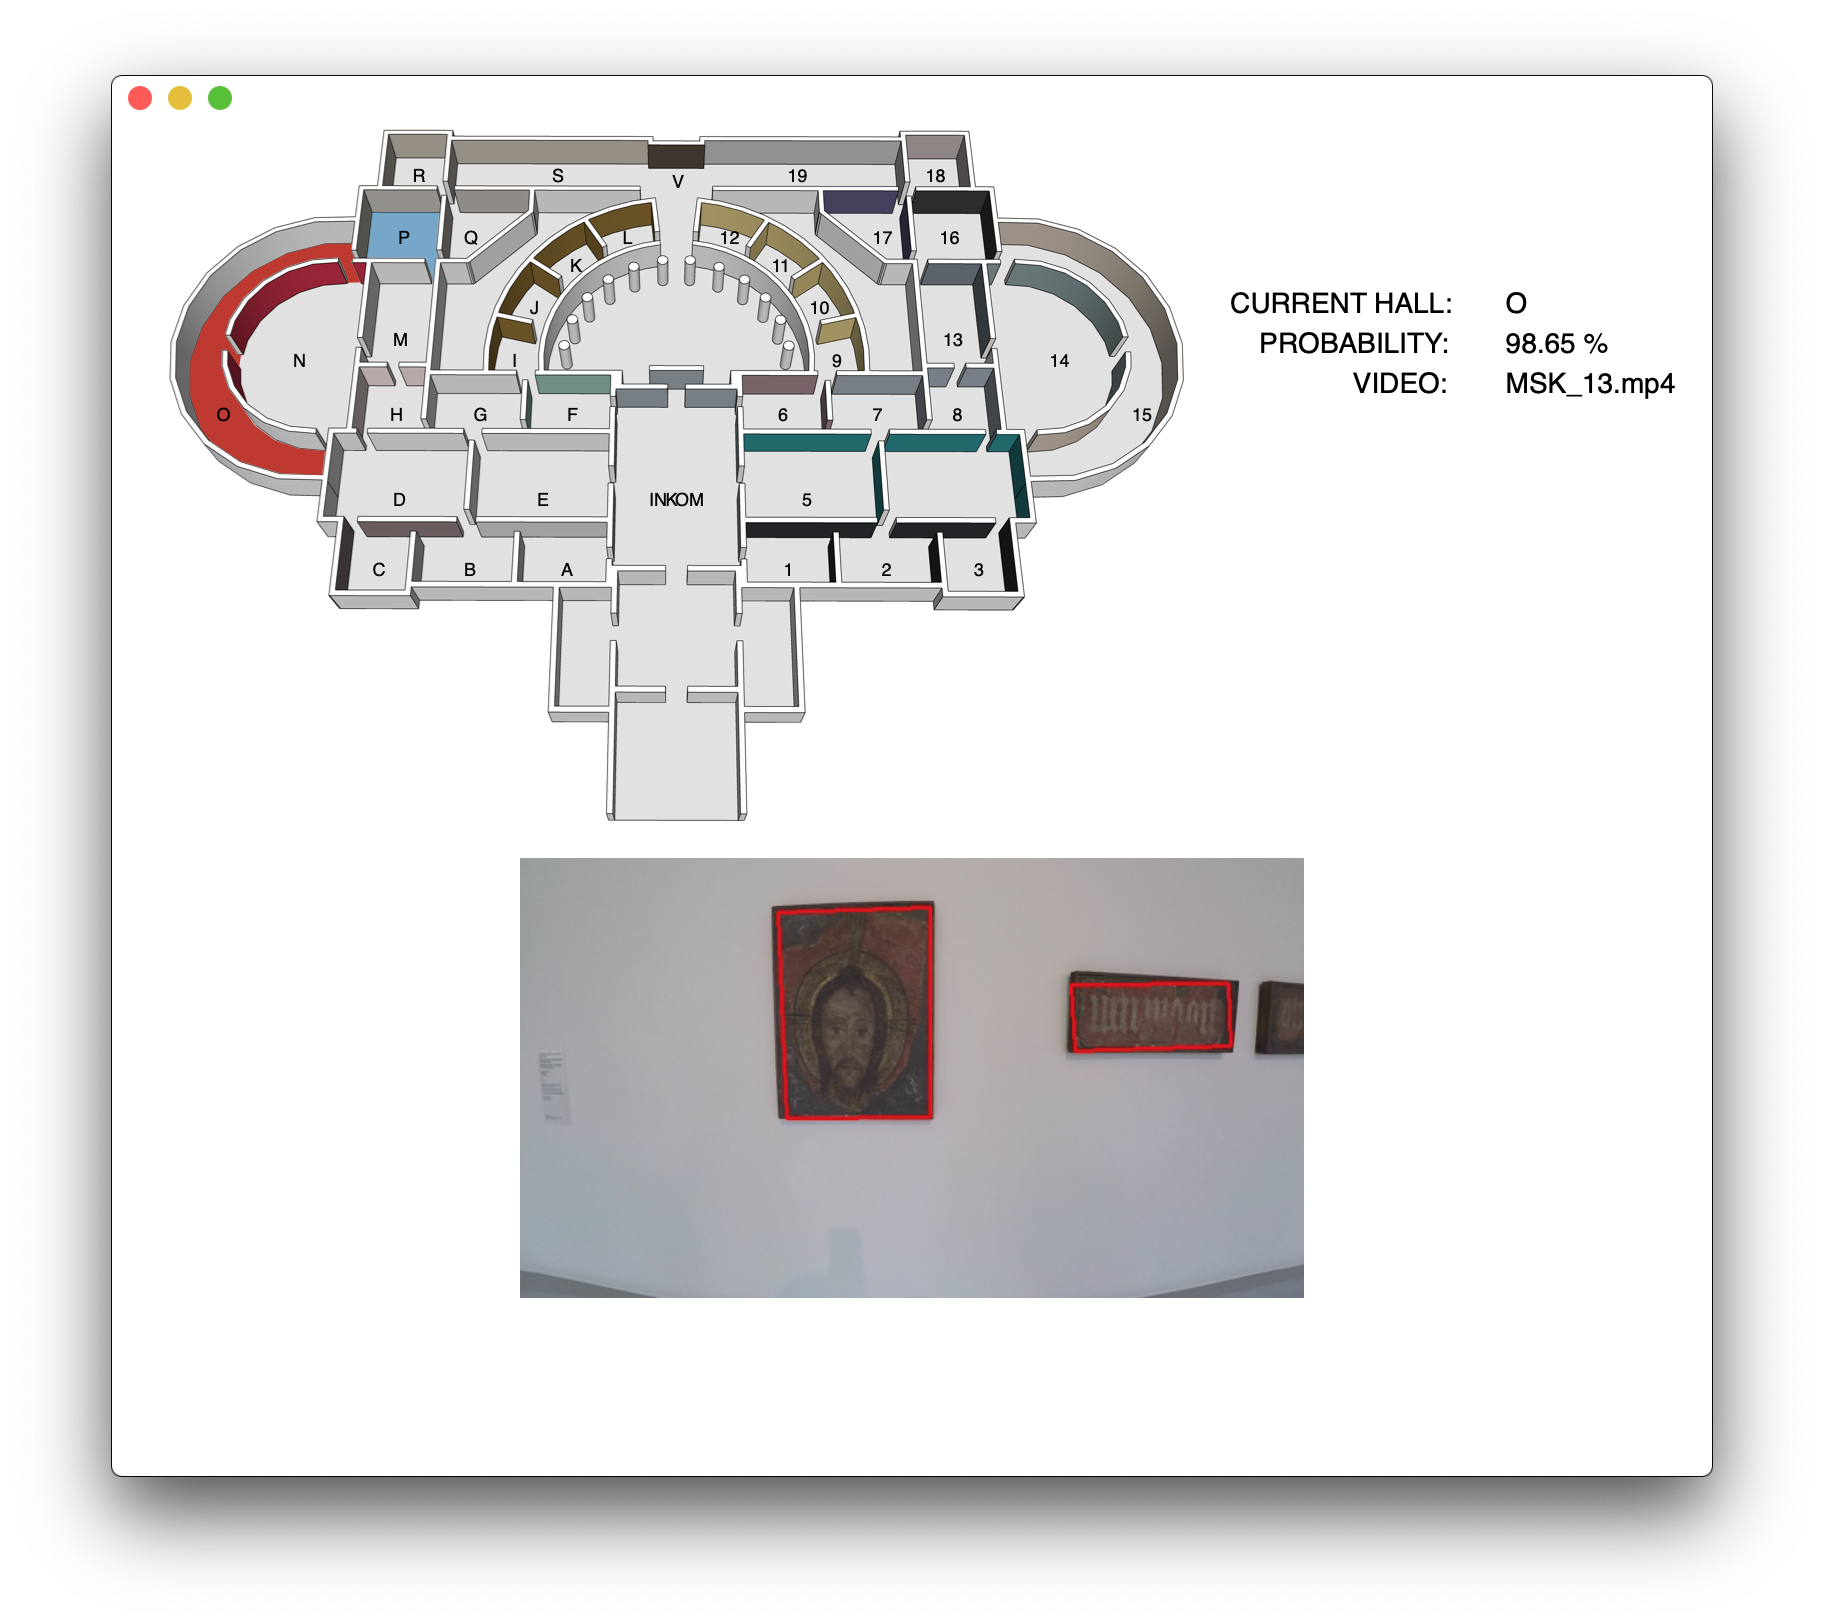 R S V 19 18
P Q L 12 17 16
K 11
J 10
M 13
N I 9 14
O H G F 6 7 8 15
D E INKOM 5
C B A 1 2 3
CURRENT HALL: O
PROBABILITY: 98.65 %
VIDEO: MSK_13.mp4